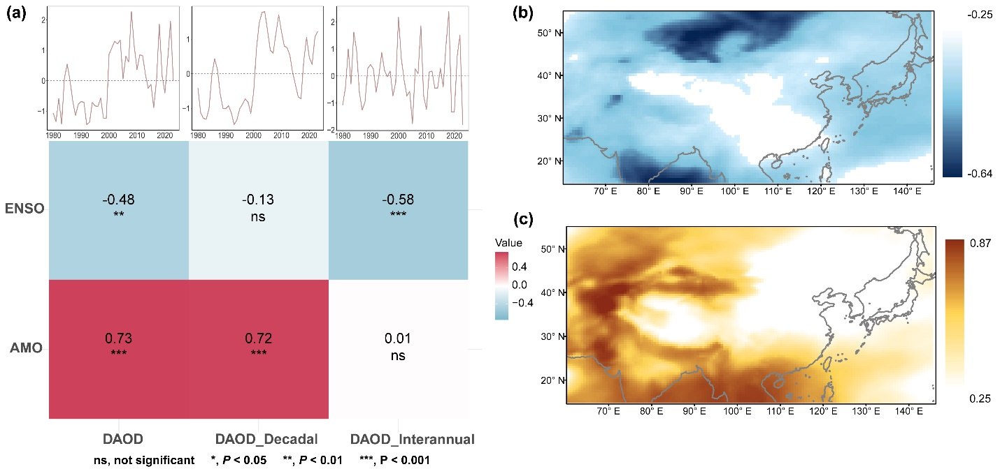 (a)
2
1
0
−1
1980 1990 2000 2010 2020
1
0
−1
1980 1990 2000 2010 2020
2
1
0
−1
−2
1980 1990 2000 2010 2020
ENSO
-0.48
**
-0.13
ns
-0.58
***
AMO
0.73
***
0.72
***
0.01
ns
DAOD DAOD_Decadal DAOD_Interannual
ns, not significant *, P < 0.05 **, P < 0.01 ***, P < 0.001
Value
0.4
0.0
−0.4
(b)
50° N
40° N
30° N
20° N
70° E 80° E 90° E 100° E 110° E 120° E 130° E 140° E
-0.25
-0.64
(c)
50° N
40° N
30° N
20° N
70° E 80° E 90° E 100° E 110° E 120° E 130° E 140° E
0.87
0.25